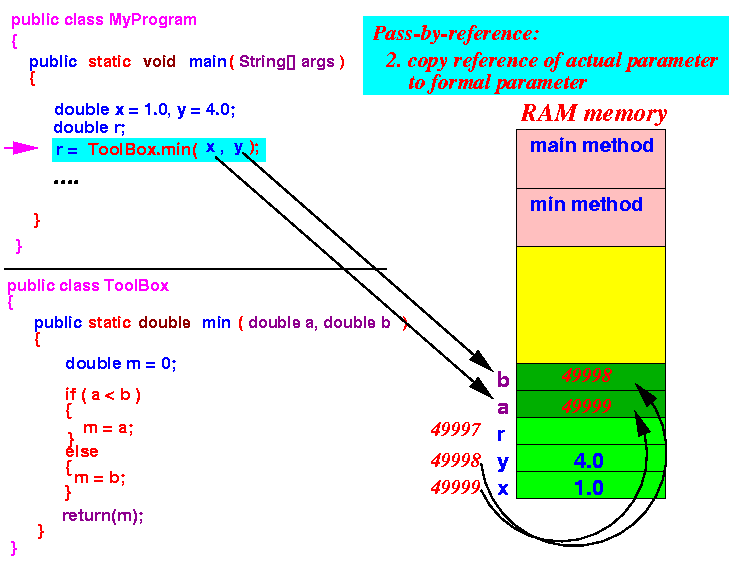 public class MyProgram
{
public static void main ( String[] args )
{
double x = 1.0, y = 4.0;
double r;
r = ToolBox.min( x , y );
....
}
}
public class ToolBox
{
public static double min ( double a, double b )
{
double m = 0;
if ( a < b )
{
m = a;
}
else
{
m = b;
}
return(m);
}
}
Pass-by-reference:
2. copy reference of actual parameter
to formal parameter
RAM memory
main method
min method
b 49998
a 49999
49997 r
49998 y 4.0
49999 x 1.0